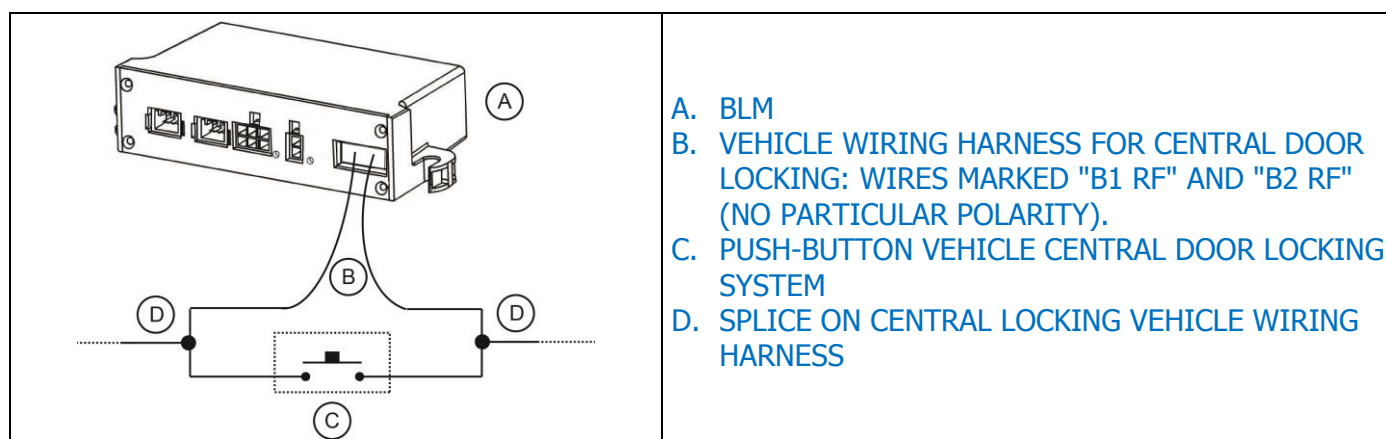 A
B
D
D
C
A. BLM
B. VEHICLE WIRING HARNESS FOR CENTRAL DOOR
LOCKING: WIRES MARKED "B1 RF" AND "B2 RF"
(NO PARTICULAR POLARITY).
C. PUSH-BUTTON VEHICLE CENTRAL DOOR LOCKING
SYSTEM
D. SPLICE ON CENTRAL LOCKING VEHICLE WIRING
HARNESS